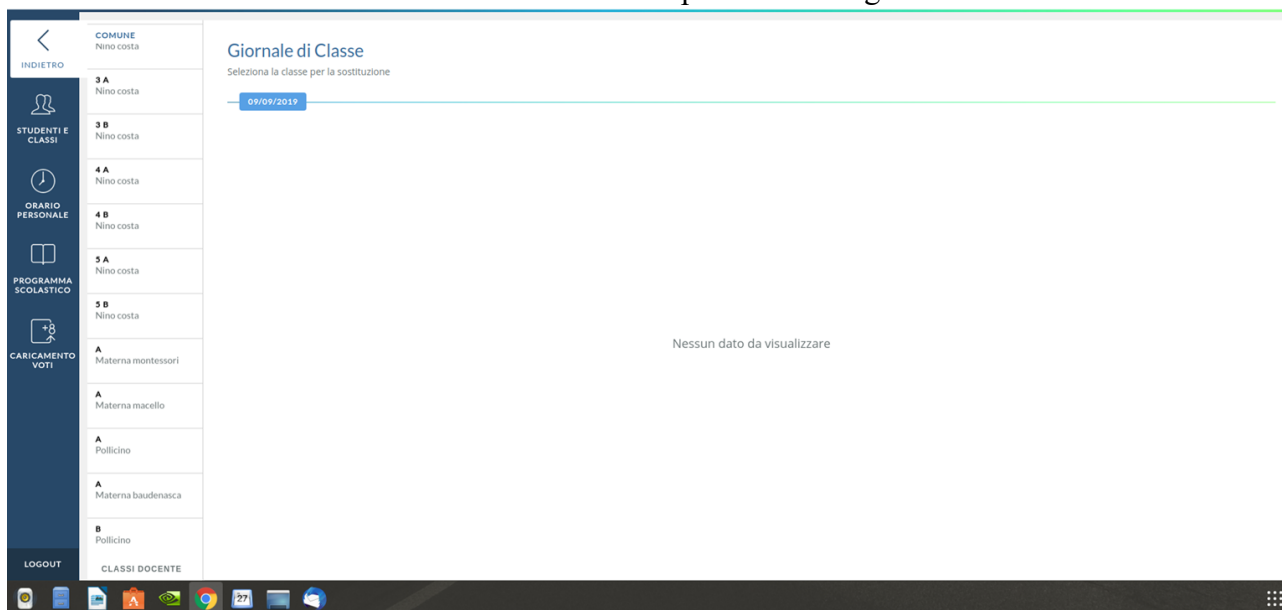 INDIETRO
STUDENTI E
CLASSI
ORARIO
PERSONALE
PROGRAMMA
SCOLASTICO
+8
CARICAMENTO
VOTI
LOGOUT
COMUNE
Nino costa
3 A
Nino costa
3 B
Nino costa
4 A
Nino costa
4 B
Nino costa
5 A
Nino costa
5 B
Nino costa
A
Materna montessori
A
Materna macello
A
Pollicino
A
Materna baudenasca
B
Pollicino
CLASSI DOCENTE
Giornale di Classe
Seleziona la classe per la sostituzione
09/09/2019
Nessun dato da visualizzare
27